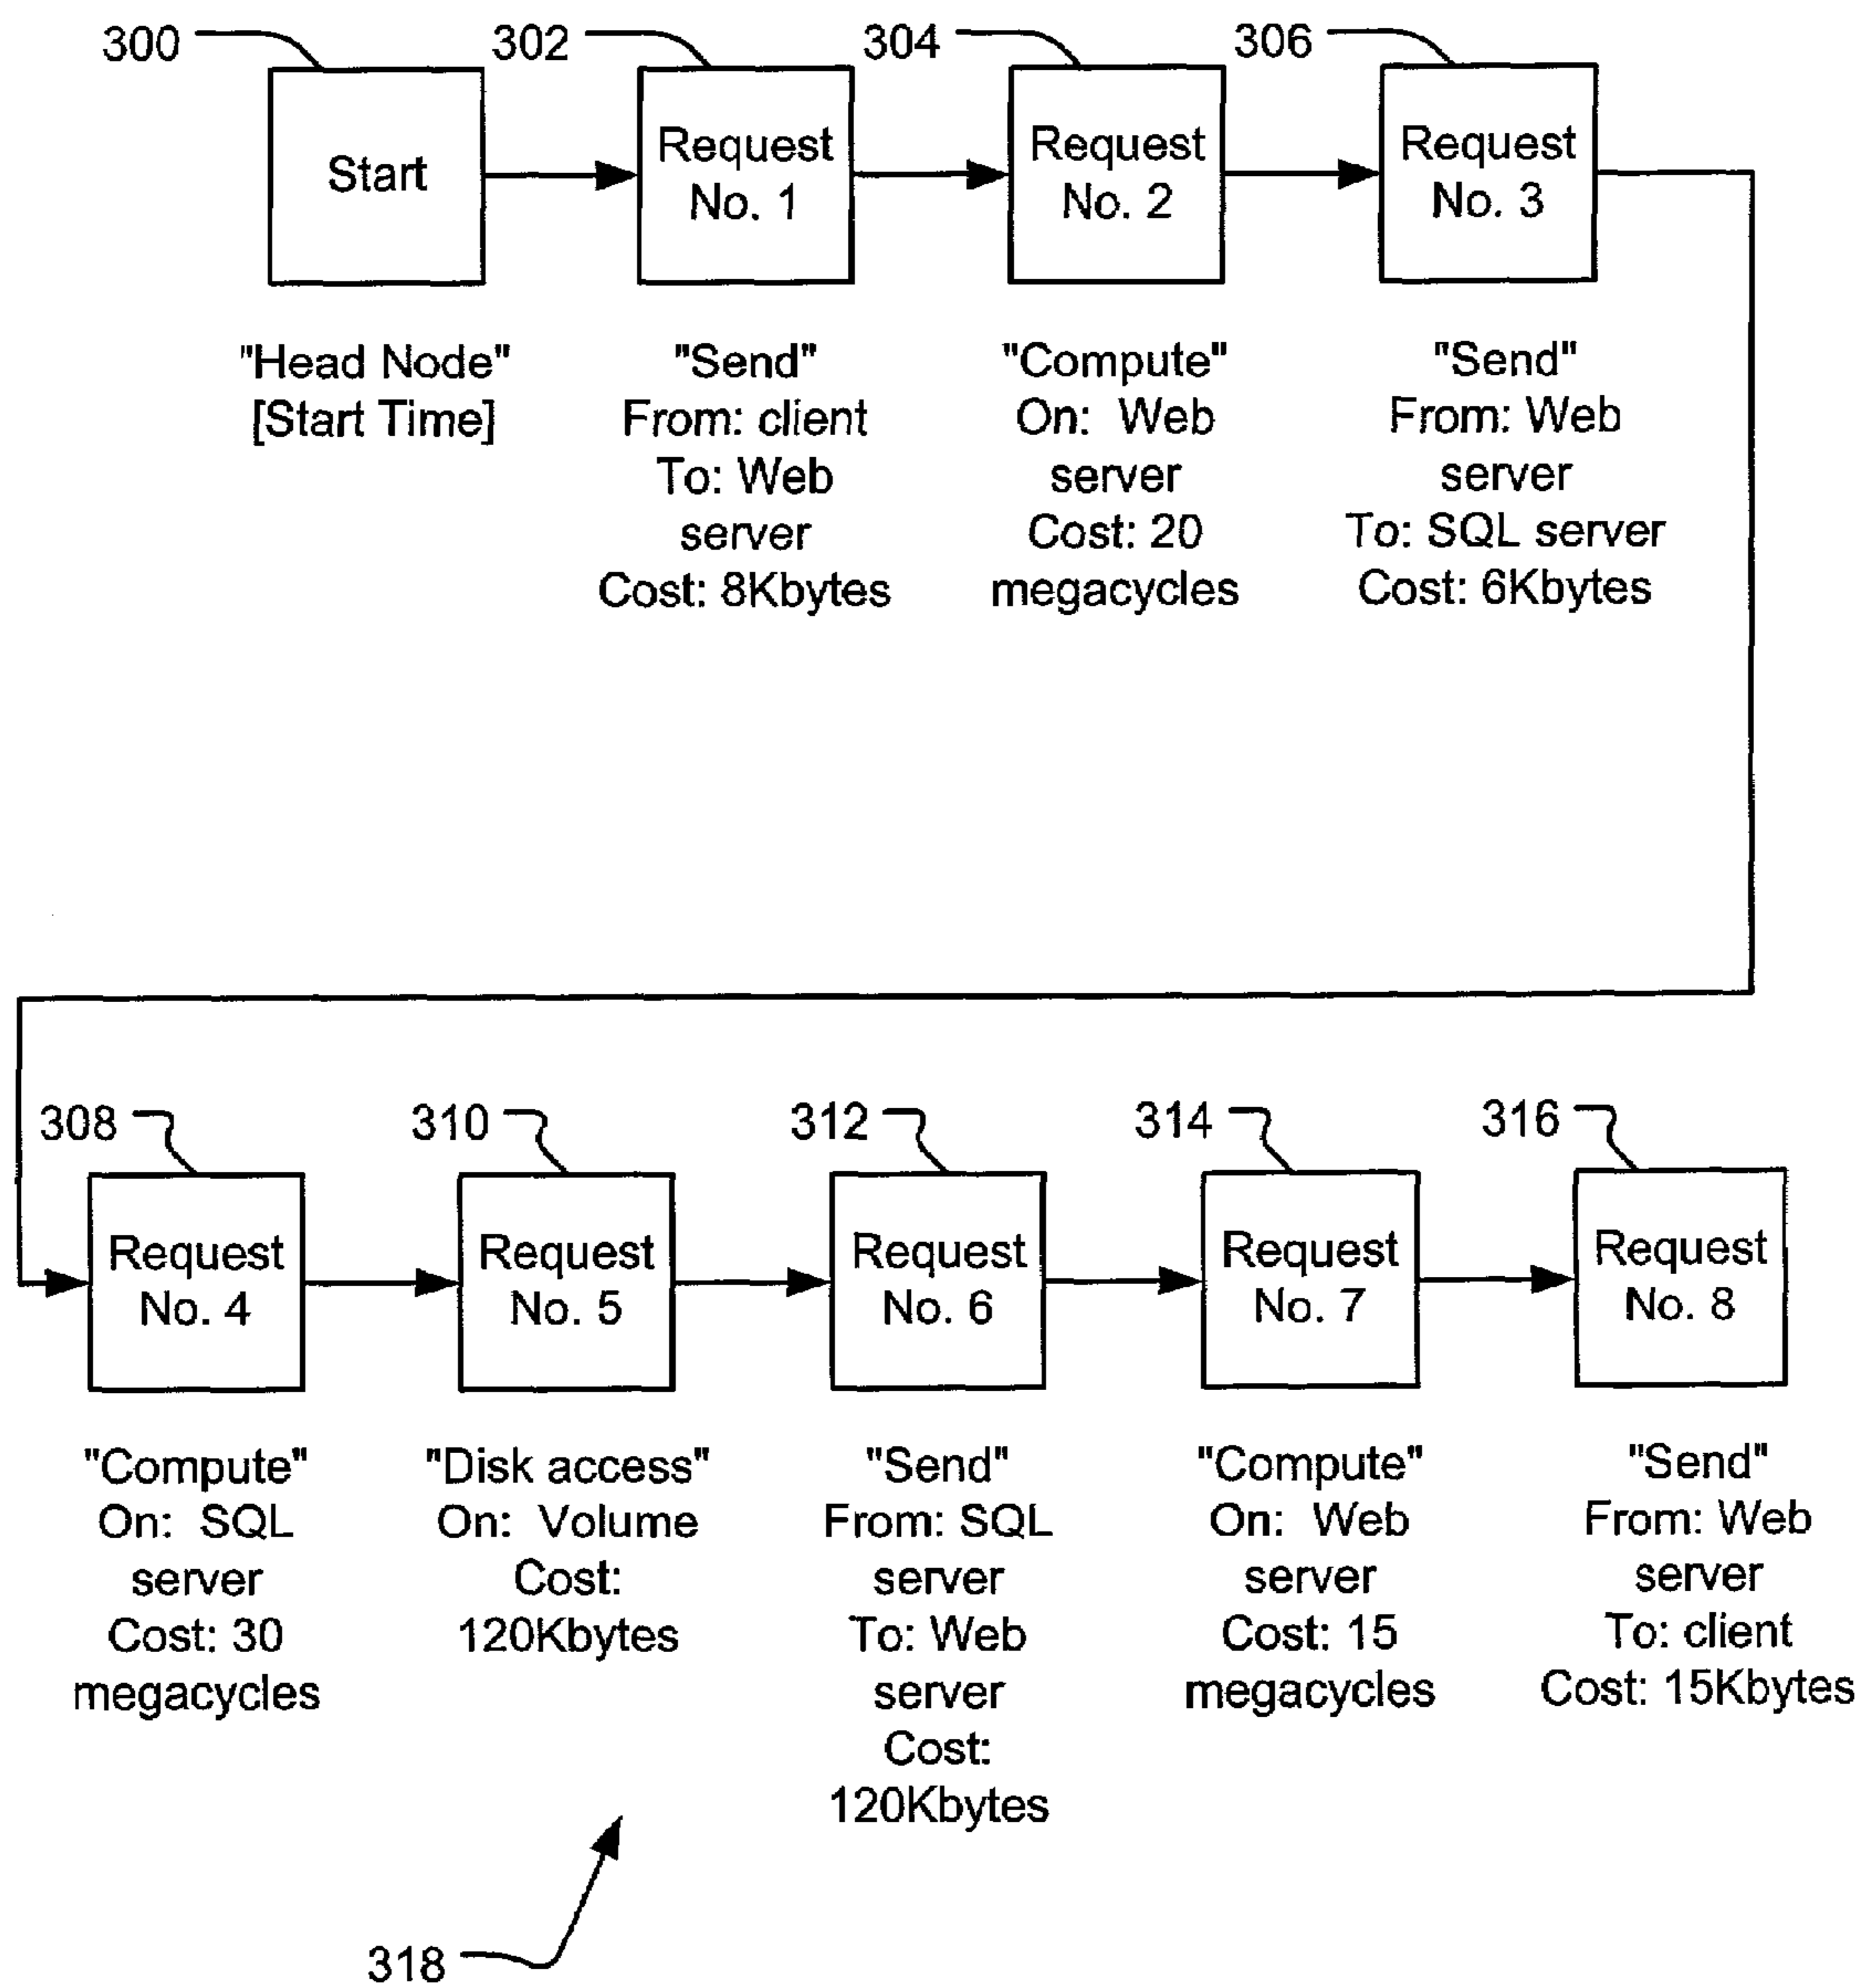 300
302
304
306
Start
Request
No. 1
Request
No. 2
Request
No. 3
"Head Node"
[Start Time]
"Send"
From: client
To: Web
server
Cost: 8Kbytes
"Compute"
On: Web
server
Cost: 20
megacycles
"Send"
From: Web
server
To: SQL server
Cost: 6Kbytes
308
310
312
314
316
Request
No. 4
Request
No. 5
Request
No. 6
Request
No. 7
Request
No. 8
"Compute"
On: SQL
server
Cost: 30
megacycles
"Disk access"
On: Volume
Cost:
120Kbytes
"Send"
From: SQL
server
To: Web
server
Cost:
120Kbytes
"Compute"
On: Web
server
Cost: 15
megacycles
"Send"
From: Web
server
To: client
Cost: 15Kbytes
318